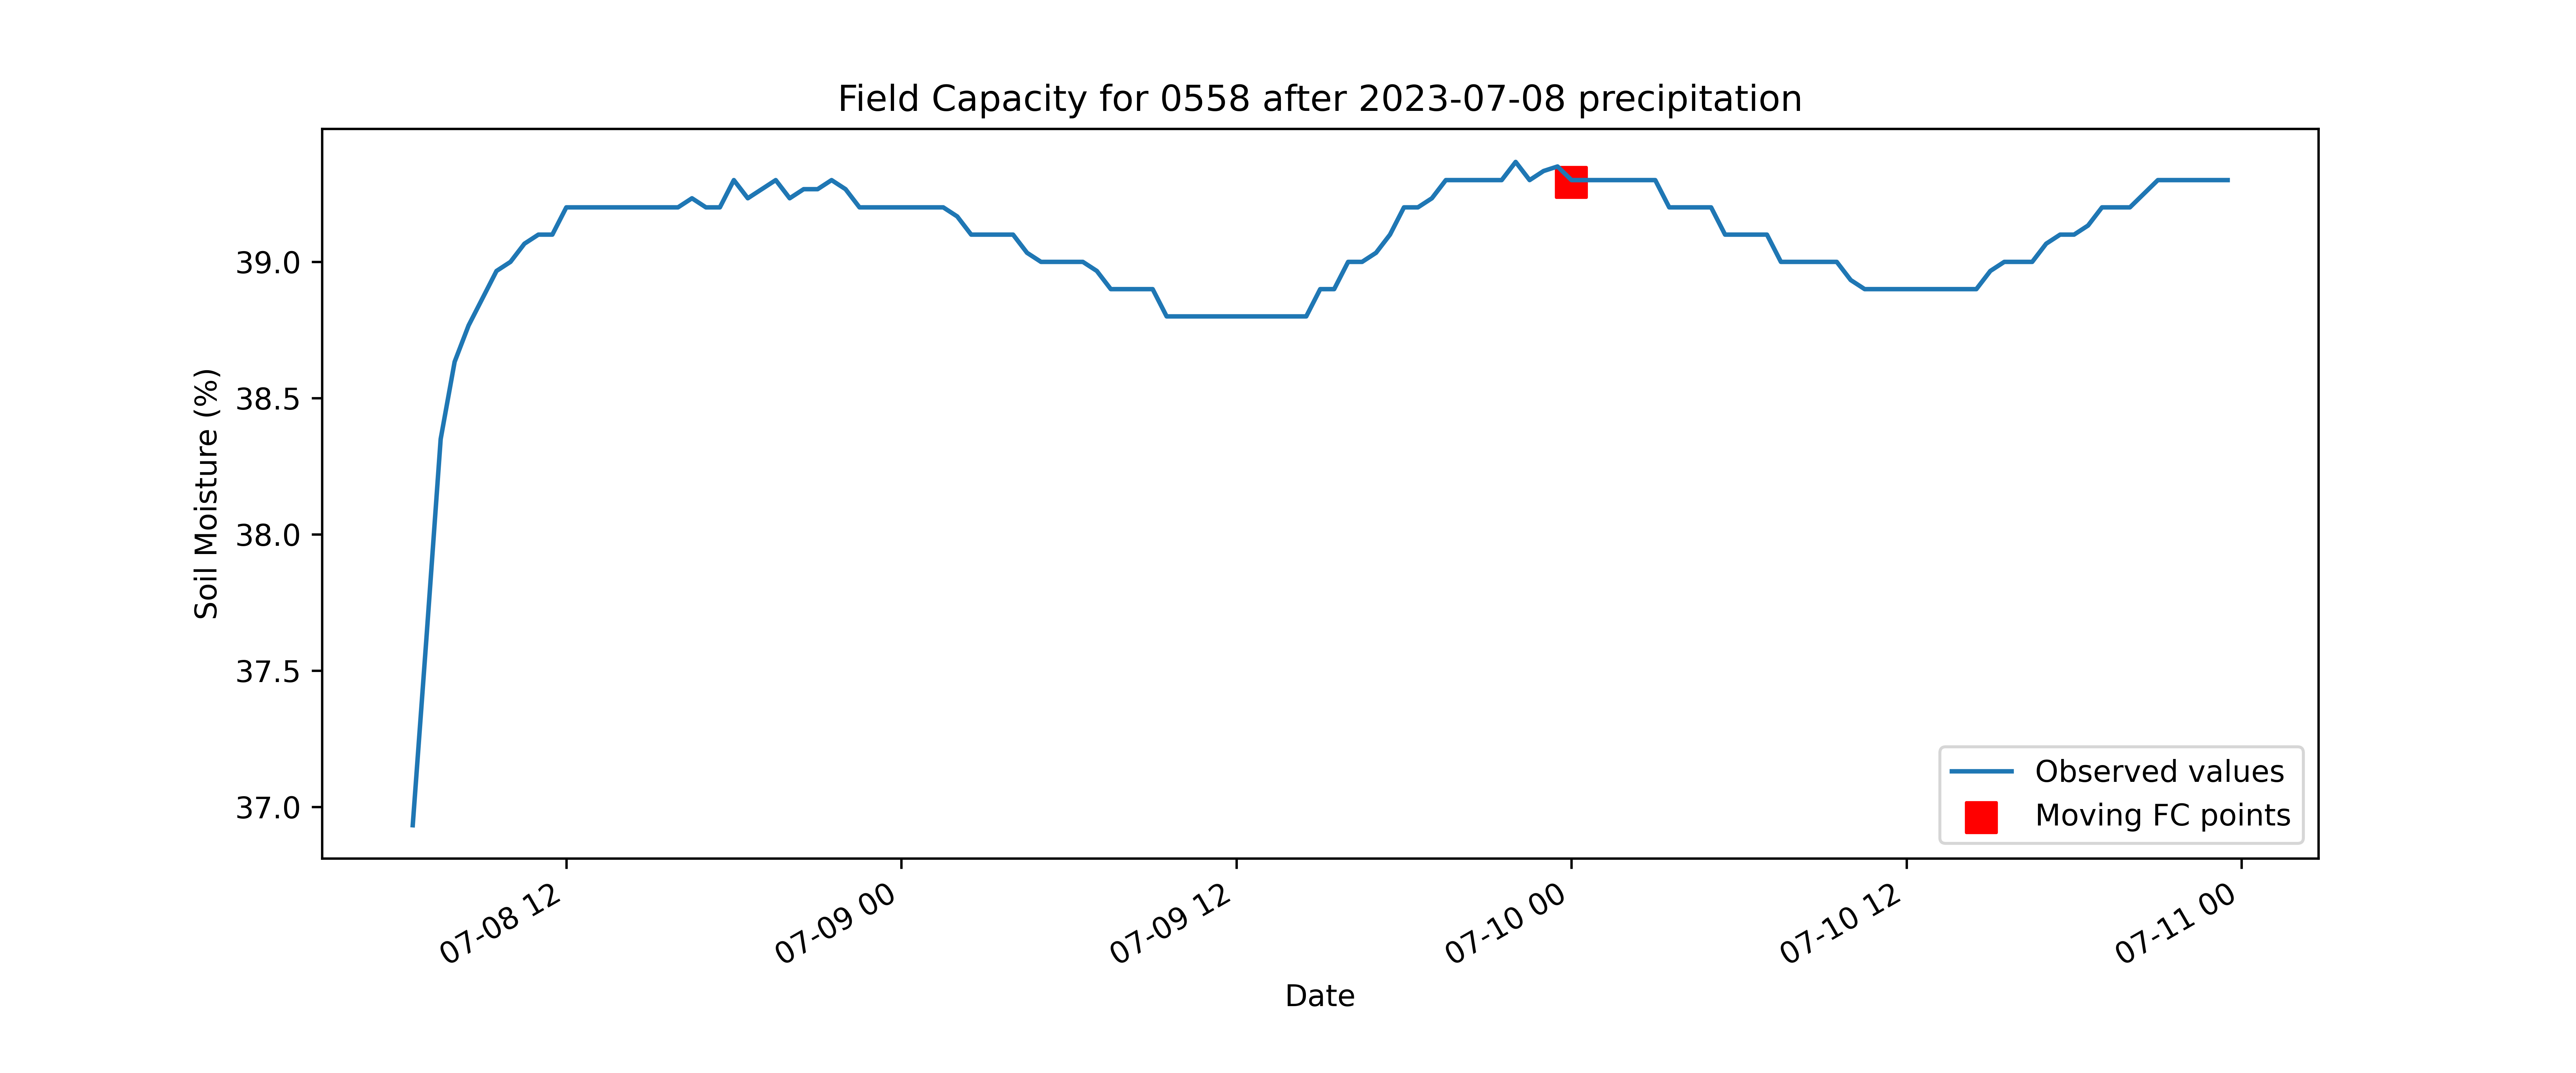 Field Capacity for 0558 after 2023-07-08 precipitation
Soil Moisture (%)
39.0
38.5
38.0
37.5
37.0
Observed values
Moving FC points
07-08 12
07-09 00
07-09 12
07-10 00
07-10 12
07-11 00
Date